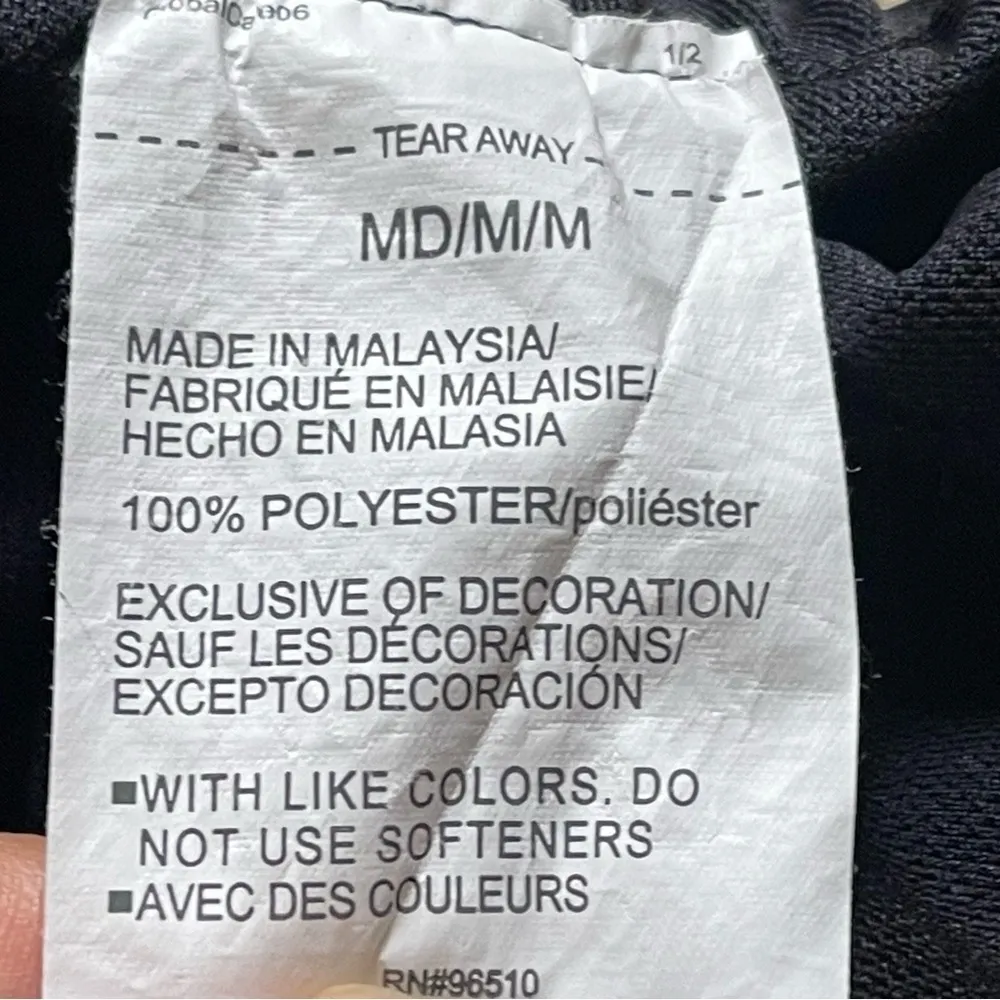 1/2
TEAR AWAY
MD/M/M
MADE IN MALAYSIA/
FABRIQUÉ EN MALAISIE/
HECHO EN MALASIA
100% POLYESTER/poliéster
EXCLUSIVE OF DECORATION/
SAUF LES DÉCORATIONS/
EXCEPTO DECORACIÓN
■WITH LIKE COLORS. DO
NOT USE SOFTENERS
■AVEC DES COULEURS
RN#96510